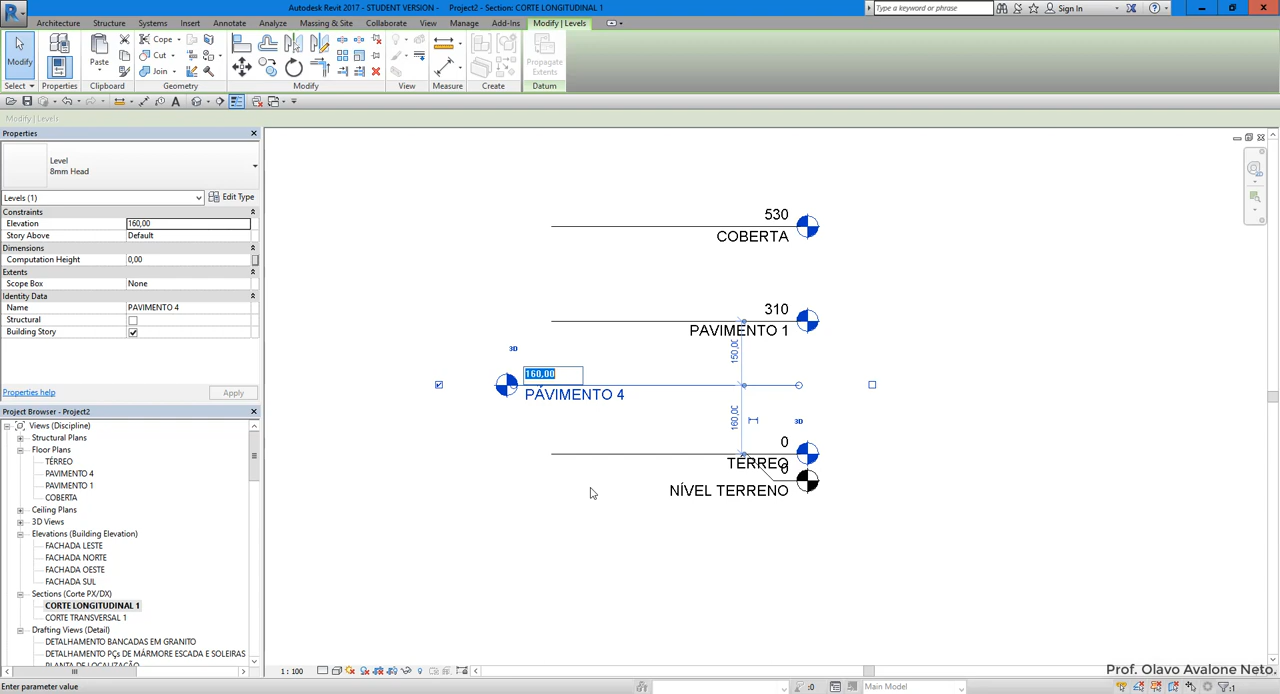 Autodesk Revit 2017 - STUDENT VERSION - Project2 - Section: CORTE LONGITUDINAL 1
Type a keyword or phrase
Sign In
Architecture Structure Systems Insert Annotate Analyze Massing & Site Collaborate View Manage Add-Ins Modify | Levels
Modify
Paste
Cope
Cut
Join
Propagate
Extents
Select
Properties
Clipboard
Geometry
Modify
View
Measure
Create
Datum
Modify | Levels
Properties
Level
8mm Head
Levels (1)
Edit Type
Constraints
Elevation 160,00
Story Above Default
Dimensions
Computation Height 0,00
Extents
Scope Box None
Identity Data
Name PAVIMENTO 4
Structural
Building Story
Properties help
Apply
Project Browser - Project2
Views (Discipline)
Structural Plans
Floor Plans
TÉRREO
PAVIMENTO 4
PAVIMENTO 1
COBERTA
Ceiling Plans
3D Views
Elevations (Building Elevation)
FACHADA LESTE
FACHADA NORTE
FACHADA OESTE
FACHADA SUL
Sections (Corte PX/DX)
CORTE LONGITUDINAL 1
CORTE TRANSVERSAL 1
Drafting Views (Detail)
DETALHAMENTO BANCADAS EM GRANITO
DETALHAMENTO PÇs DE MÁRMORE ESCADA E SOLEIRAS
PLANTA DE LOCALIZAÇÃO
530
COBERTA
310
PAVIMENTO 1
3D
150,00
160,00
PAVIMENTO 4
160,00
3D
0
TÉRREO
0
NÍVEL TERRENO
1 : 100
Prof. Olavo Avalone Neto.
Enter parameter value
:0
Main Model
:1